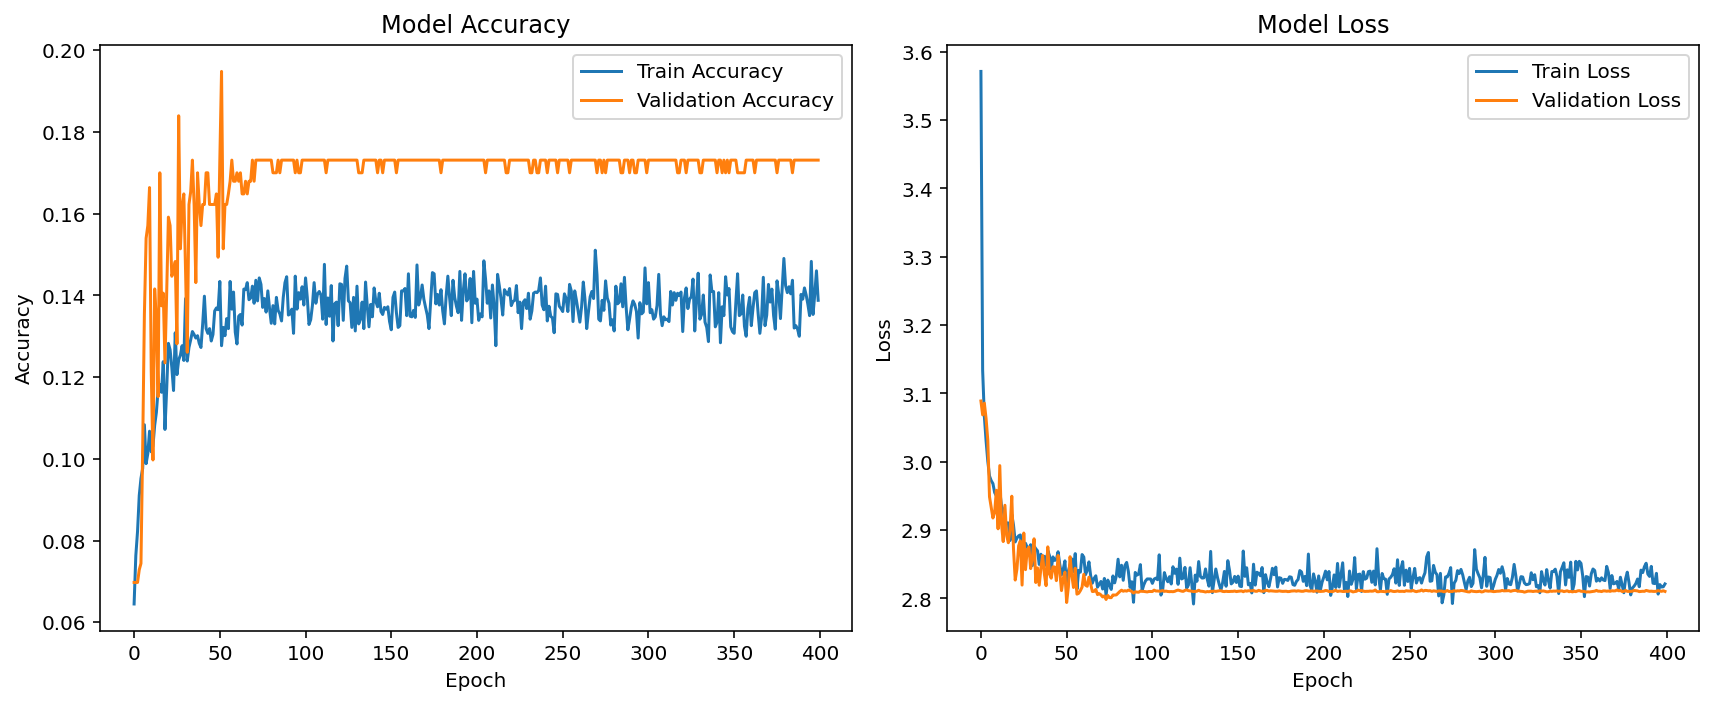 Model Accuracy
0.20
0.18
0.16
0.14
0.12
0.10
0.08
0.06
Accuracy
Train Accuracy
Validation Accuracy
0 50 100 150 200 250 300 350 400
Epoch
Model Loss
3.6
3.5
3.4
3.3
3.2
3.1
3.0
2.9
2.8
Loss
Train Loss
Validation Loss
0 50 100 150 200 250 300 350 400
Epoch